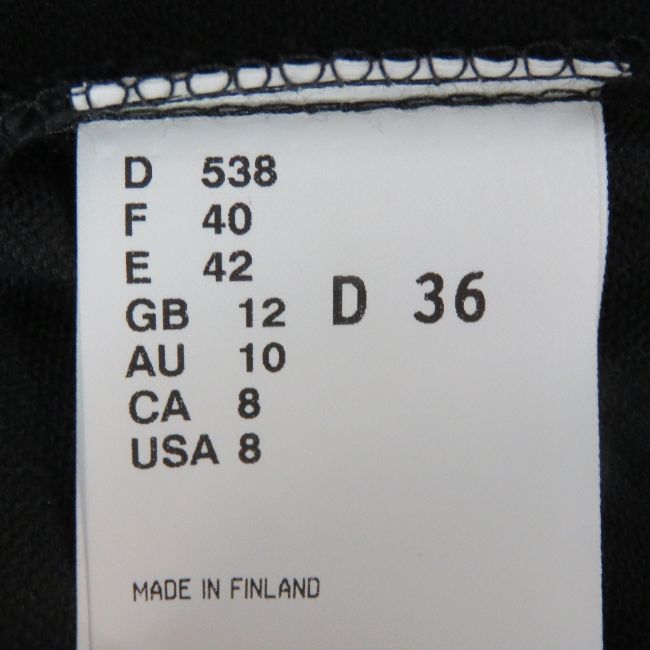 D 538
F 40
E 42
GB 12
D 36
AU 10
CA 8
USA 8
MADE IN FINLAND